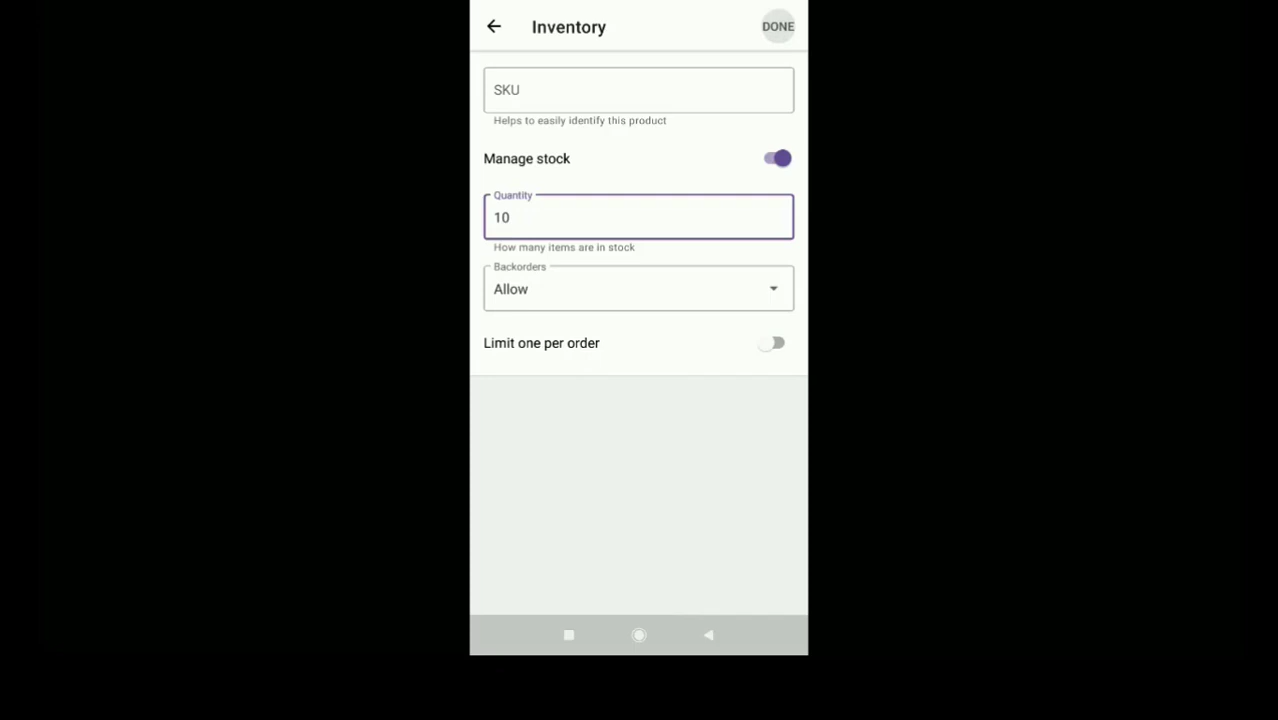 Inventory
DONE
SKU
Helps to easily identify this product
Manage stock
Quantity
10
How many items are in stock
Backorders
Allow
Limit one per order